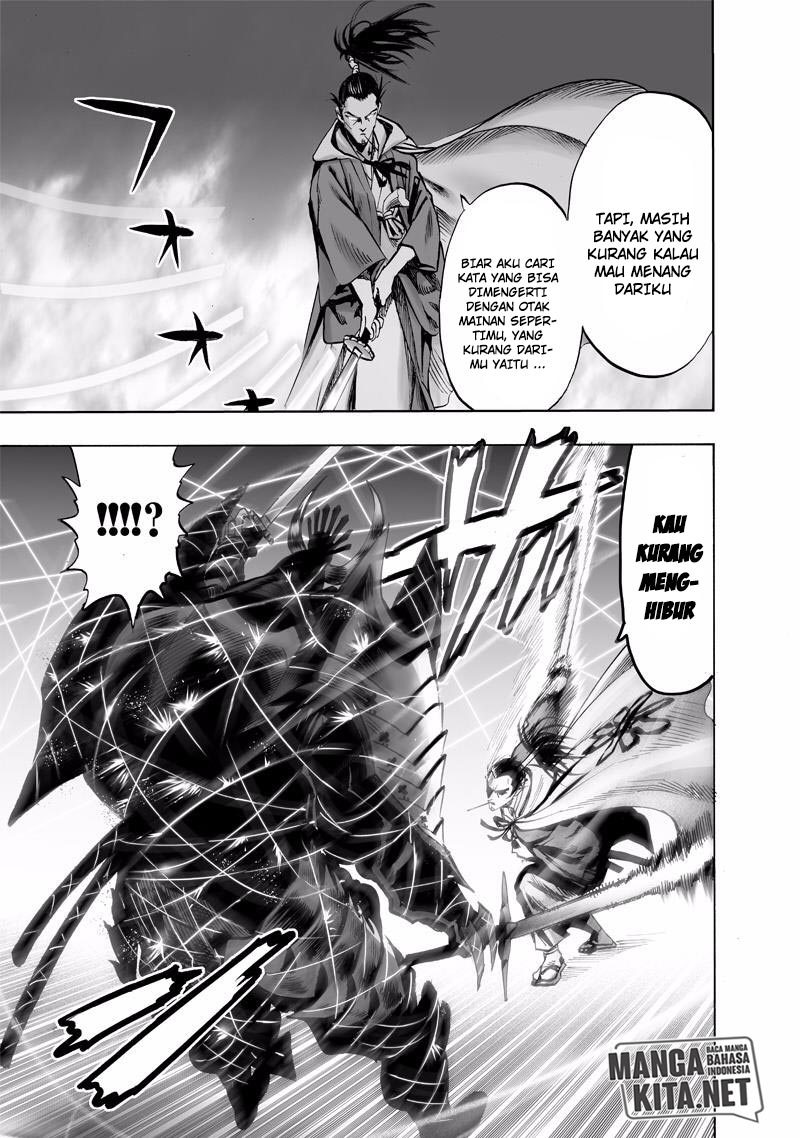 TAPI, MASIH
BANYAK YANG
KURANG KALAU
MAU MENANG
DARIKU
BIAR AKU CARI
KATA YANG BISA
DIMENGERTI
DENGAN OTAK
MAINAN SEPER-
TIMU, YANG
KURANG DARI-
MU YAITU ...
KAU
KURANG
MENG-
HIBUR
!!!!?
MANGA
KITA.NET
BACA MANGA
BAHASA
INDONESIA